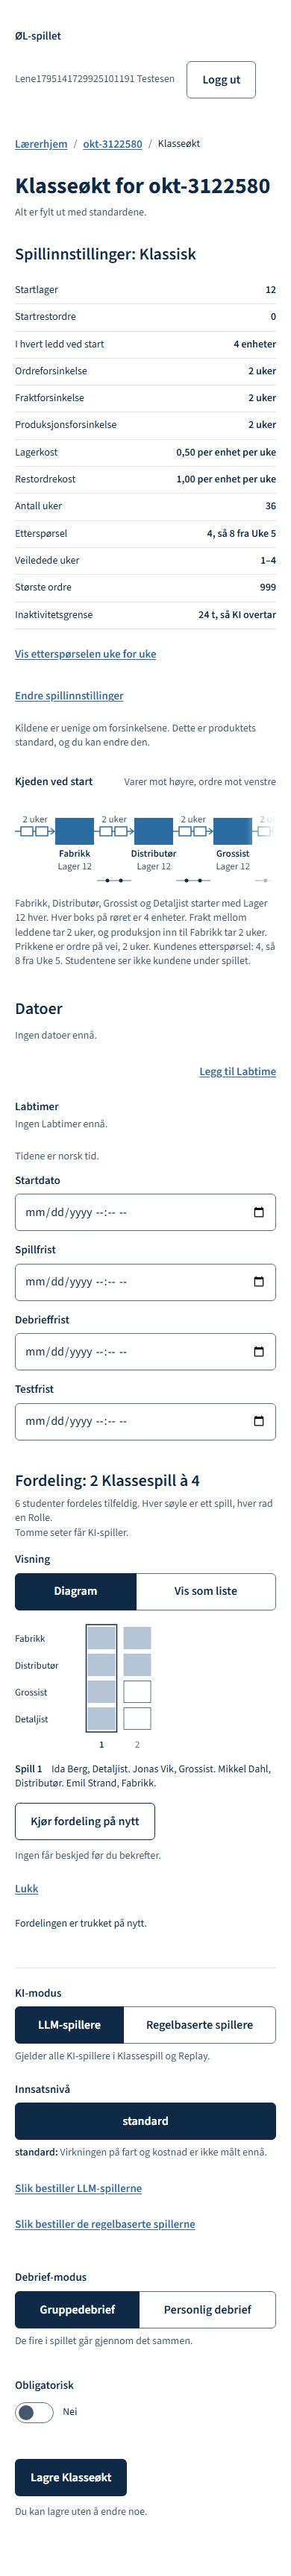 ØL-spillet
Lene1795141729925101191 Testesen
Logg ut
Lærerhjem / okt-3122580 / Klasseøkt
Klasseøkt for okt-3122580
Alt er fylt ut med standardene.
Spillinnstillinger: Klassisk
Startlager 12
Startrestordre 0
I hvert ledd ved start 4 enheter
Ordreforsinkelse 2 uker
Fraktforsinkelse 2 uker
Produksjonsforsinkelse 2 uker
Lagerkost 0,50 per enhet per uke
Restordrekost 1,00 per enhet per uke
Antall uker 36
Etterspørsel 4, så 8 fra Uke 5
Veiledede uker 1–4
Største ordre 999
Inaktivitetsgrense 24 t, så KI overtar
Vis etterspørselen uke for uke
Endre spillinnstillinger
Kildene er uenige om forsinkelsene. Dette er produktets
standard, og du kan endre den.
Kjeden ved start Varer mot høyre, ordre mot venstre
2 uker 2 uker 2 uker 2 uk
Fabrikk Distributør Grossist
Lager 12 Lager 12 Lager 12
Fabrikk, Distributør, Grossist og Detaljist starter med Lager
12 hver. Hver boks på røret er 4 enheter. Frakt mellom
leddene tar 2 uker, og produksjon inn til Fabrikk tar 2 uker.
Prikkene er ordre på vei, 2 uker. Kundenes etterspørsel: 4, så
8 fra Uke 5. Studentene ser ikke kundene under spillet.
Datoer
Ingen datoer ennå.
Legg til Labtime
Labtimer
Ingen Labtimer ennå.
Tidene er norsk tid.
Startdato
mm/dd/yyyy --:-- --
Spillfrist
mm/dd/yyyy --:-- --
Debrieffrist
mm/dd/yyyy --:-- --
Testfrist
mm/dd/yyyy --:-- --
Fordeling: 2 Klassespill à 4
6 studenter fordeles tilfeldig. Hver søyle er ett spill, hver rad
en Rolle.
Tomme seter får KI-spiller.
Visning
Diagram Vis som liste
Fabrikk
Distributør
Grossist
Detaljist
1 2
Spill 1 Ida Berg, Detaljist. Jonas Vik, Grossist. Mikkel Dahl,
Distributør. Emil Strand, Fabrikk.
Kjør fordeling på nytt
Ingen får beskjed før du bekrefter.
Lukk
Fordelingen er trukket på nytt.
KI-modus
LLM-spillere Regelbaserte spillere
Gjelder alle KI-spillere i Klassespill og Replay.
Innsatsnivå
standard
standard: Virkningen på fart og kostnad er ikke målt ennå.
Slik bestiller LLM-spillerne
Slik bestiller de regelbaserte spillerne
Debrief-modus
Gruppedebrief Personlig debrief
De fire i spillet går gjennom det sammen.
Obligatorisk
Nei
Lagre Klasseøkt
Du kan lagre uten å endre noe.